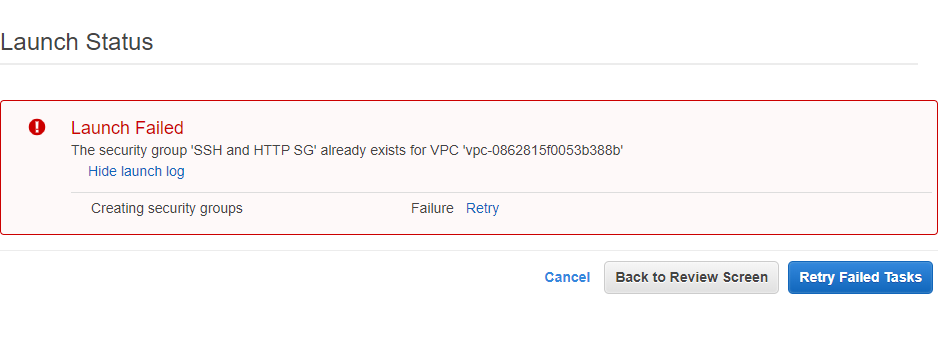 Launch Status
Launch Failed
The security group 'SSH and HTTP SG' already exists for VPC 'vpc-0862815f0053b388b'
Hide launch log
Creating security groups Failure Retry
Cancel Back to Review Screen Retry Failed Tasks